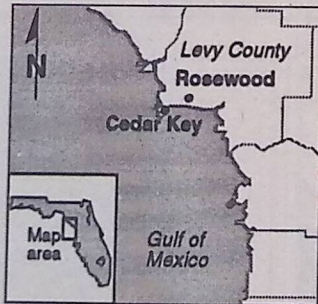 N
Levy County
Rosewood
Cedar Key
Map
area
Gulf of
Mexico